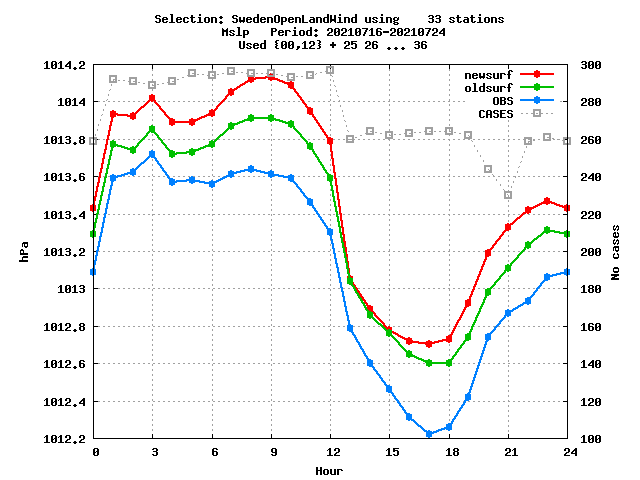 Selection: SwedenOpenLandWind using    33 stations
Mslp   Period: 20210716-20210724
Used {00,12} + 25 26 ... 36
1014.2
1014
1013.8
1013.6
1013.4
1013.2
1013
1012.8
1012.6
1012.4
1012.2
hPa
newsurf
oldsurf
OBS
CASES
300
280
260
240
220
200
180
160
140
120
100
No cases
0 3 6 9 12 15 18 21 24
Hour